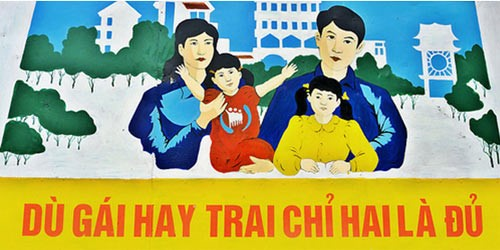 DÙ GÁI HAY TRAI CHỈ HAI LÀ ĐỦ